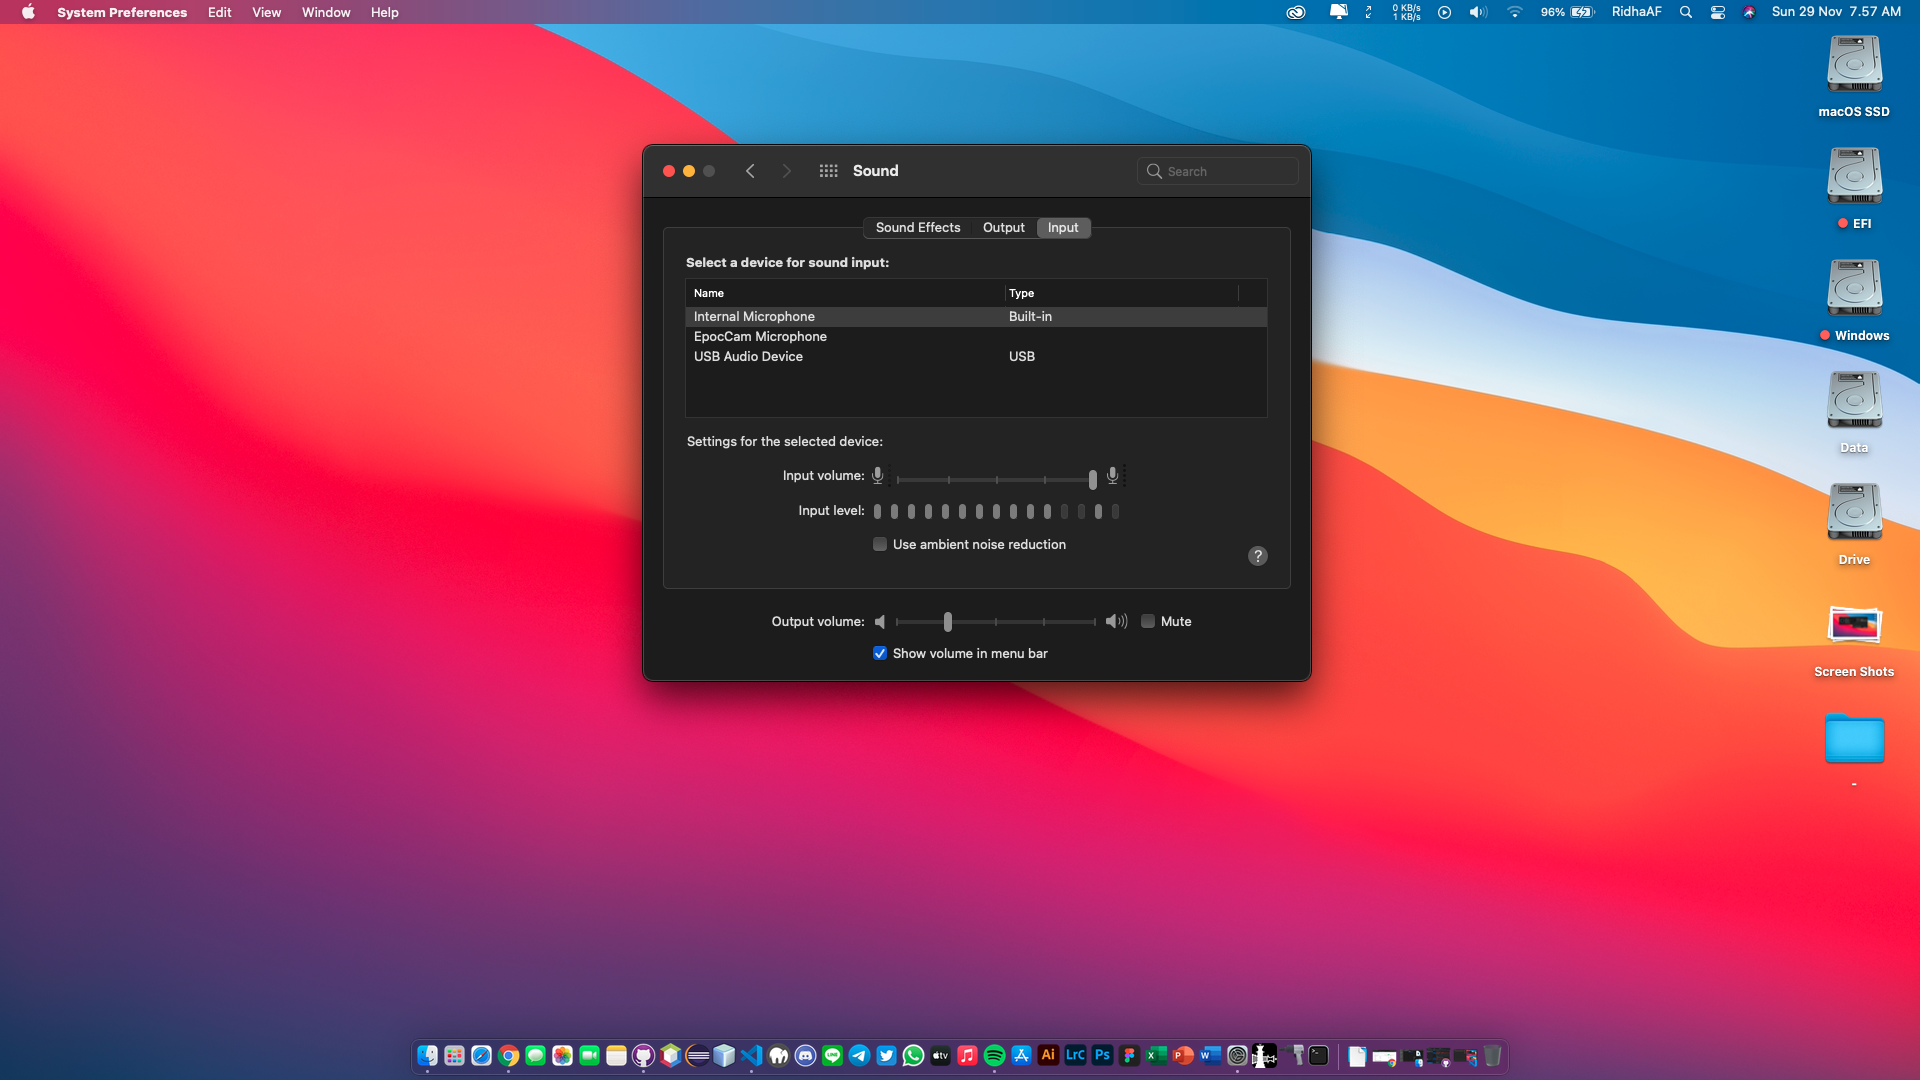 System Preferences Edit View Window Help
0 KB/s
1 KB/s
96% RidhaAF Sun 29 Nov 7.57 AM
macOS SSD
EFI
Windows
Data
Drive
Screen Shots
-
Sound
Search
Sound Effects Output Input
Select a device for sound input:
Name Type
Internal Microphone Built-in
EpocCam Microphone
USB Audio Device USB
Settings for the selected device:
Input volume:
Input level:
Use ambient noise reduction
?
Output volume: Mute
Show volume in menu bar
tv Ai LrC Ps X P W